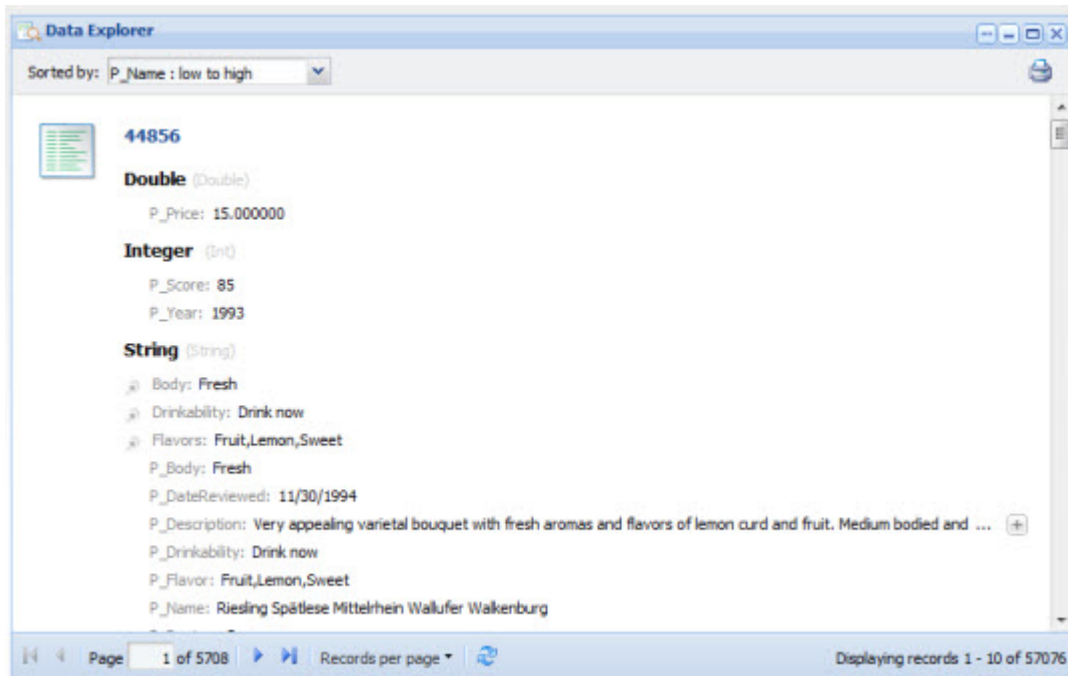 Data Explorer
Sorted by: P_Name : low to high
44856
Double (Double)
P_Price: 15.000000
Integer (Int)
P_Score: 85
P_Year: 1993
String (String)
Body: Fresh
Drinkability: Drink now
Flavors: Fruit,Lemon,Sweet
P_Body: Fresh
P_DateReviewed: 11/30/1994
P_Description: Very appealing varietal bouquet with fresh aromas and flavors of lemon curd and fruit. Medium bodied and ...
P_Drinkability: Drink now
P_Flavor: Fruit,Lemon,Sweet
P_Name: Riesling Spätlese Mittelrhein Wallufer Walkenburg
Page 1 of 5708 Records per page Displaying records 1 - 10 of 57076